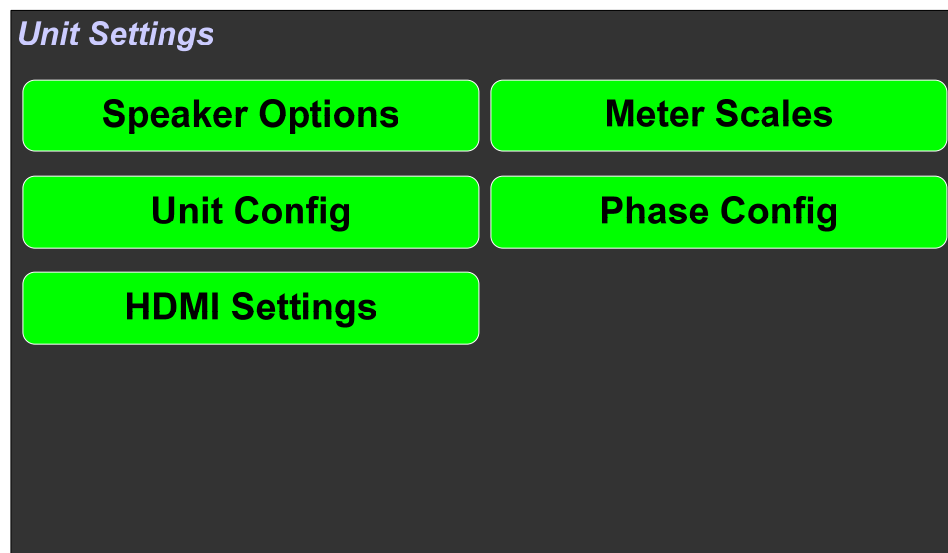 Unit Settings
Speaker Options
Meter Scales
Unit Config
Phase Config
HDMI Settings